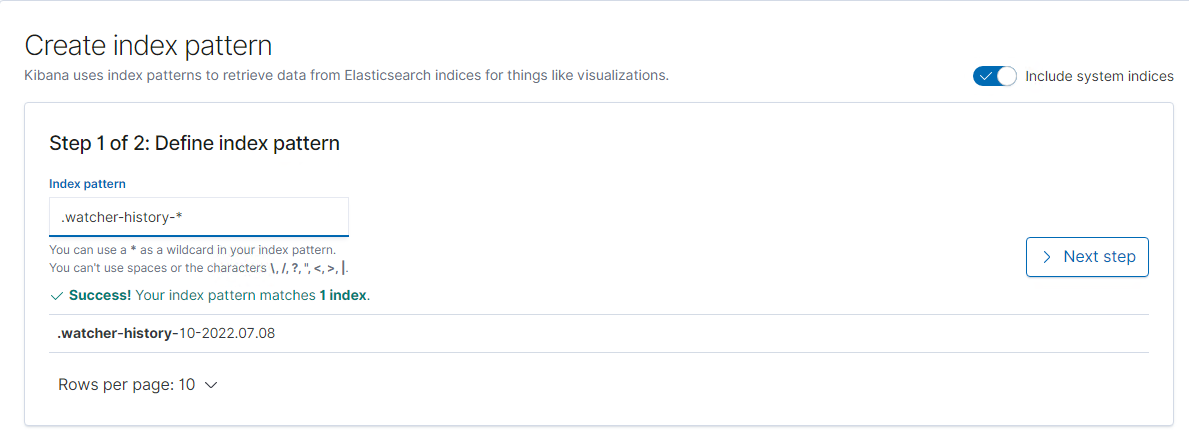 Create index pattern
Kibana uses index patterns to retrieve data from Elasticsearch indices for things like visualizations.
Include system indices
Step 1 of 2: Define index pattern
Index pattern
.watcher-history-*
You can use a * as a wildcard in your index pattern.
You can't use spaces or the characters \, /, ?, ", <, >, |.
Next step
Success! Your index pattern matches 1 index.
.watcher-history-10-2022.07.08
Rows per page: 10